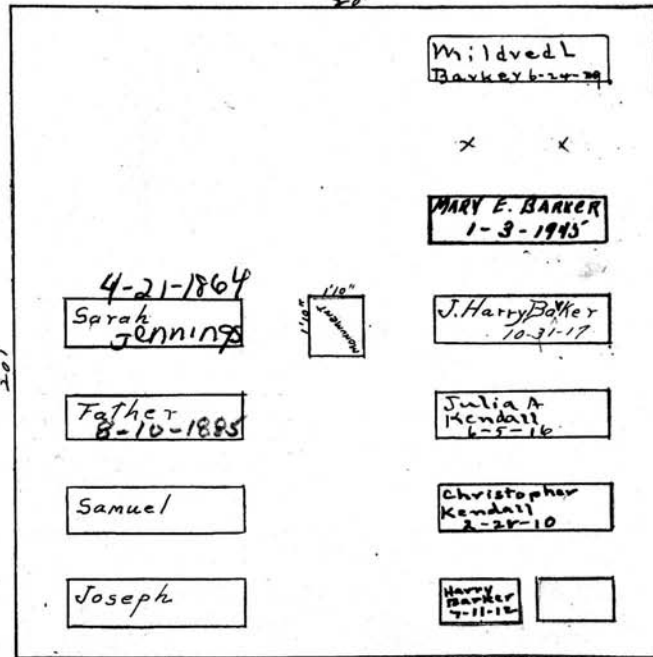 20'
Mildred L
Barker 6-24-29
x x
MARY E. BARKER
1-3-1945
4-21-1864
Sarah
Jennings
1'10"
1'10"
MONUMENT
J. Harry Barker
10-31-17
20'
Father
8-10-1885
Julia A
Kendall
6-5-16
Samuel
Christopher
Kendall
2-28-10
Joseph
Harry
Barker
7-11-12